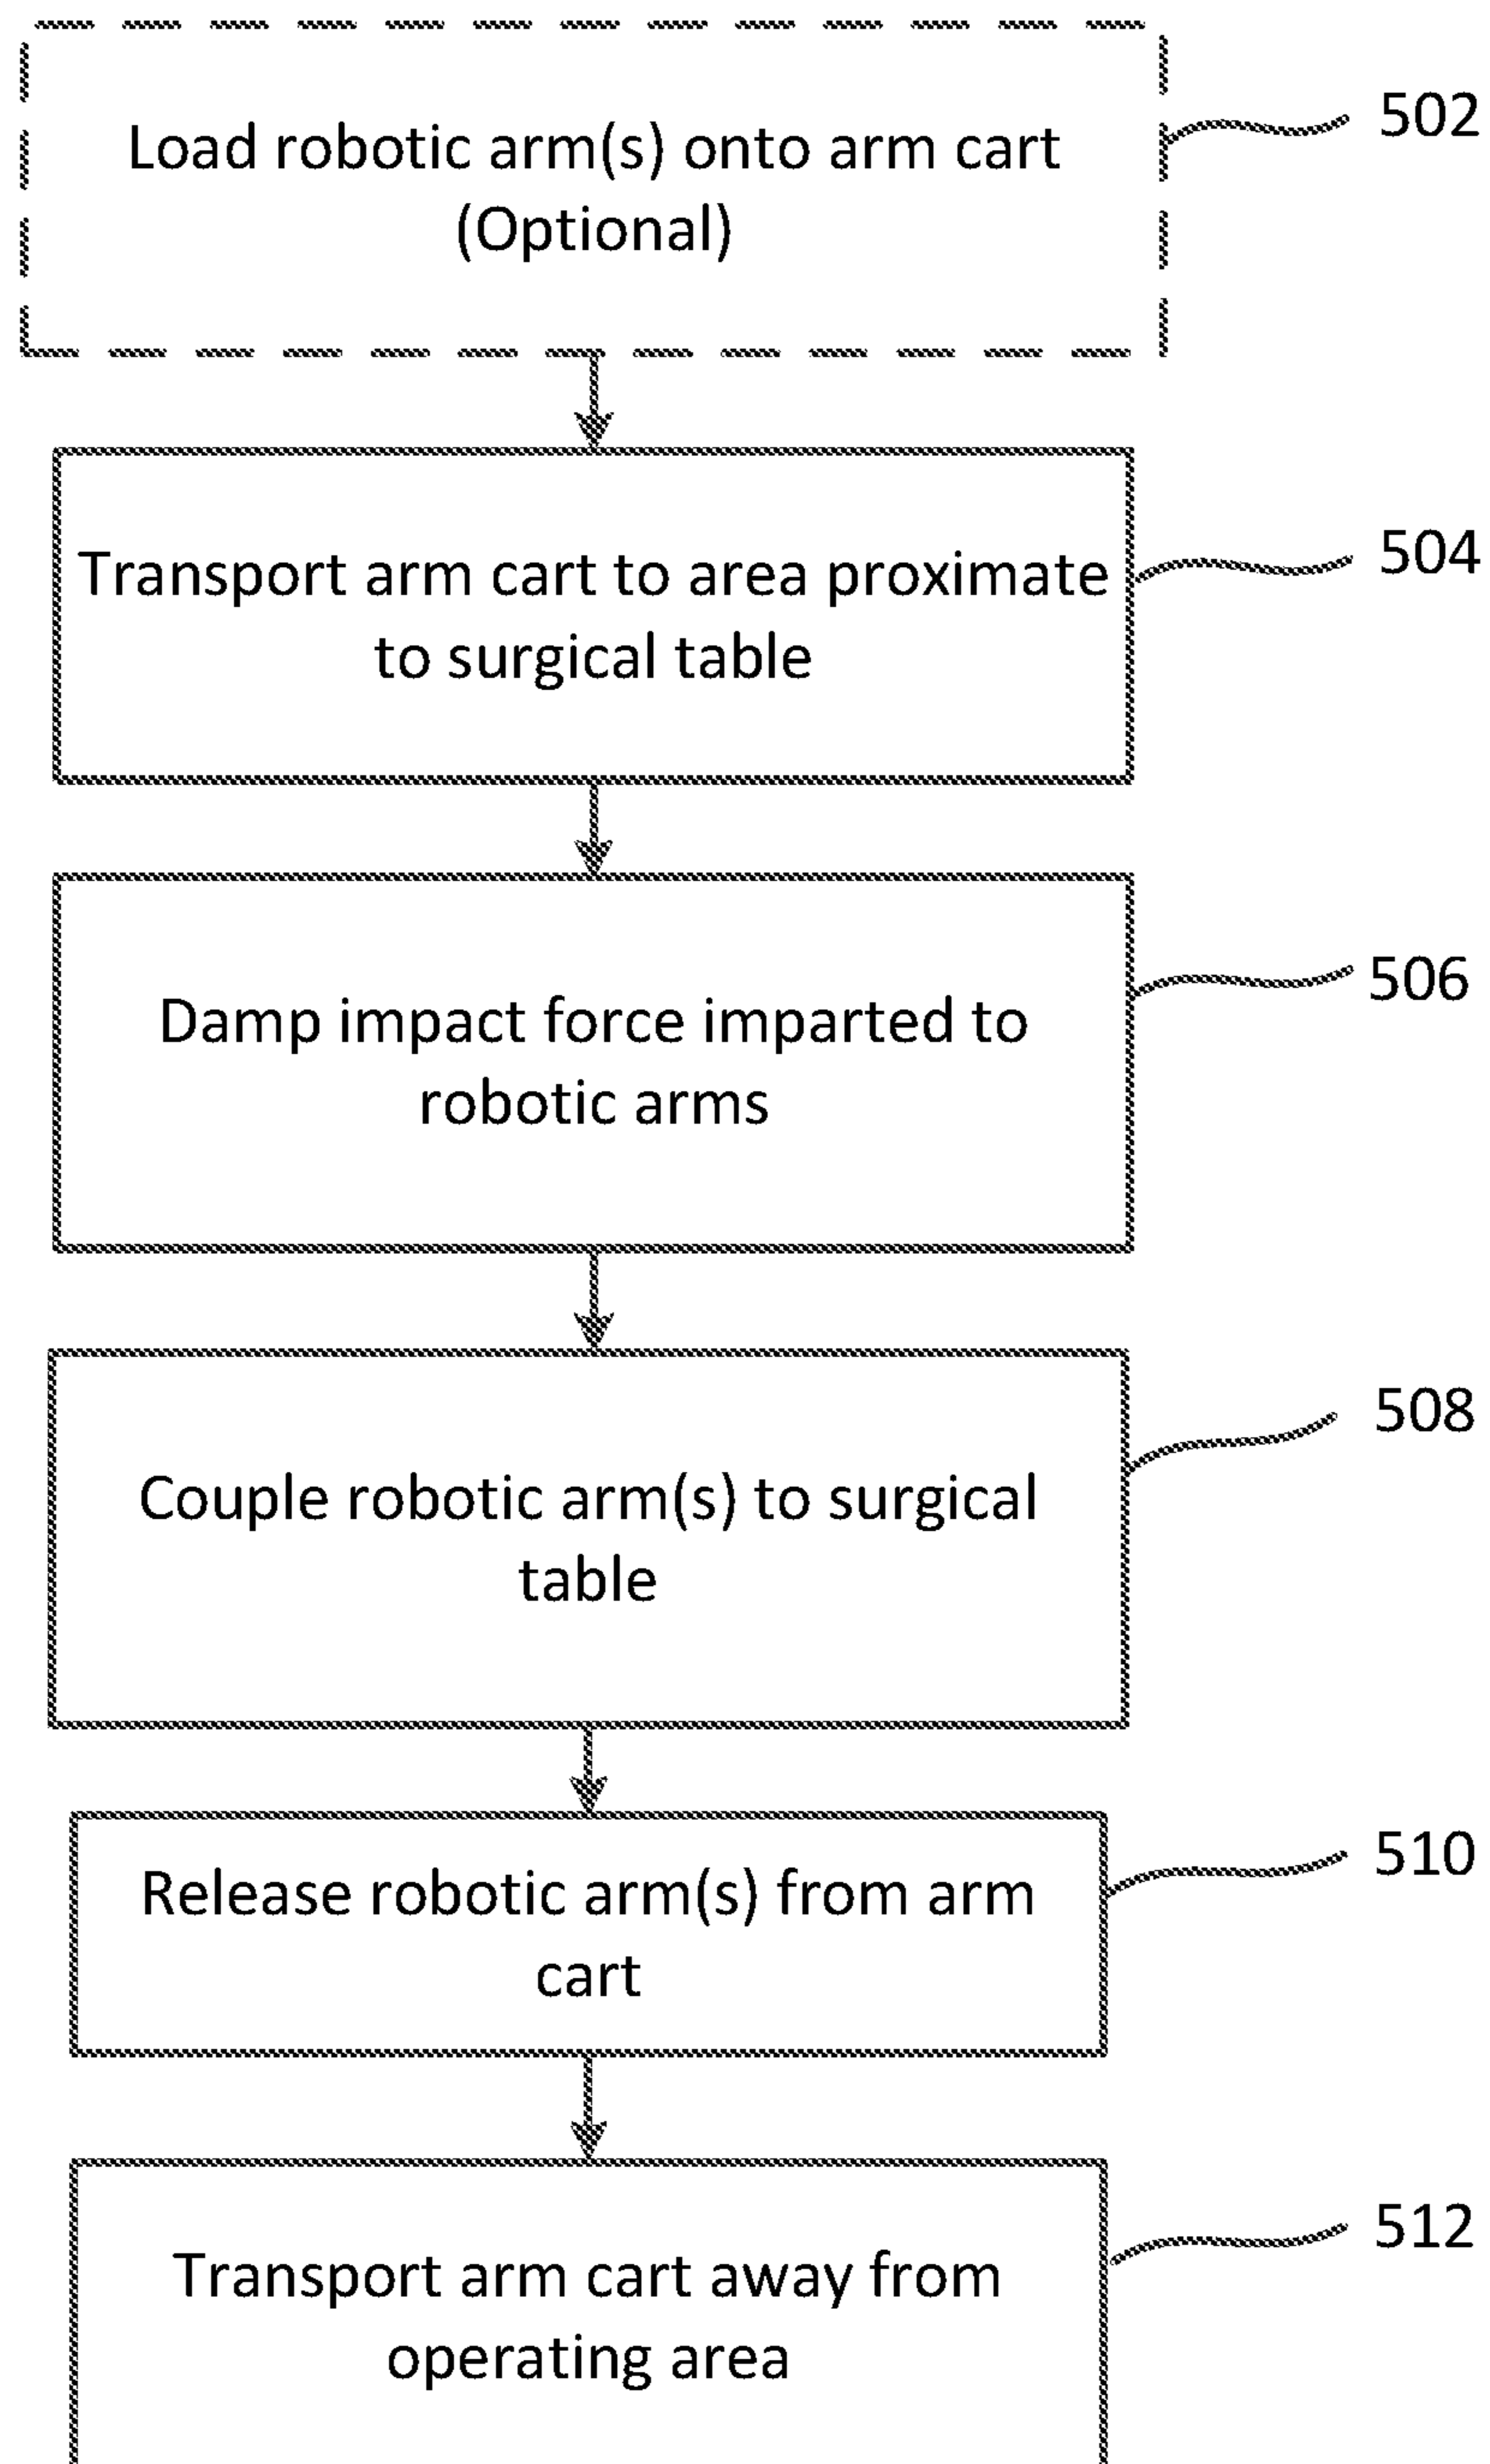 Load robotic arm(s) onto arm cart
(Optional)
502
Transport arm cart to area proximate
to surgical table
504
Damp impact force imparted to
robotic arms
506
Couple robotic arm(s) to surgical
table
508
Release robotic arm(s) from arm
cart
510
Transport arm cart away from
operating area
512